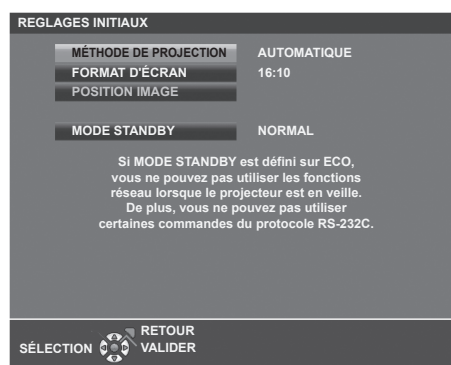 REGLAGES INITIAUX
MÉTHODE DE PROJECTION AUTOMATIQUE
FORMAT D'ÉCRAN 16:10
POSITION IMAGE
MODE STANDBY NORMAL
Si MODE STANDBY est défini sur ECO,
vous ne pouvez pas utiliser les fonctions
réseau lorsque le projecteur est en veille.
De plus, vous ne pouvez pas utiliser
certaines commandes du protocole RS-232C.
RETOUR
SÉLECTION VALIDER